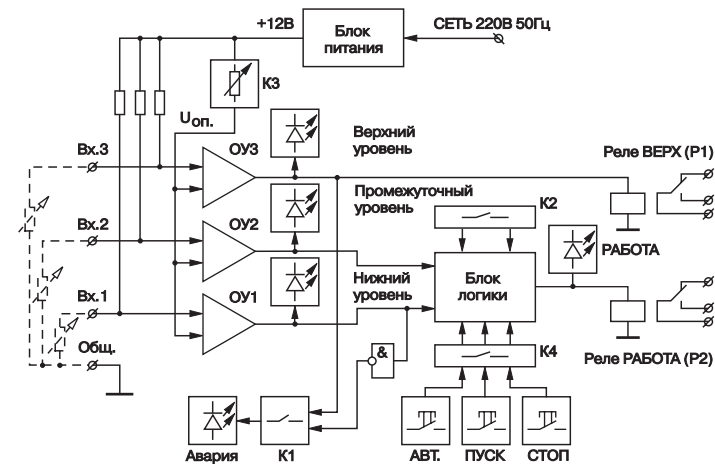 +12В
Блок
питания
СЕТЬ 220В 50Гц
К3
Uоп.
Вх.3
ОУ3
Верхний
уровень
Реле ВЕРХ (Р1)
Промежуточный
уровень
К2
Вх.2
ОУ2
РАБОТА
Блок
логики
Нижний
уровень
Вх.1
ОУ1
Общ.
&
К4
Реле РАБОТА (Р2)
Авария
К1
АВТ.
ПУСК
СТОП